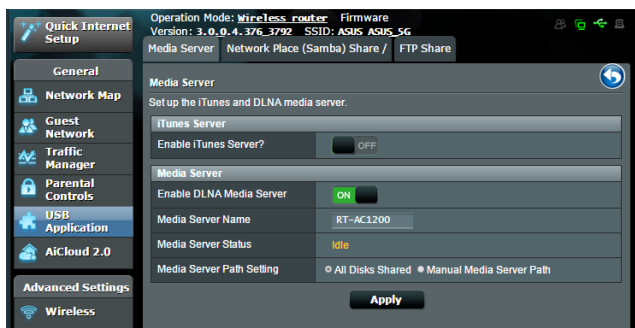 Quick Internet
Setup
General
Network Map
Guest
Network
Traffic
Manager
Parental
Controls
USB
Application
AiCloud 2.0
Advanced Settings
Wireless
Operation Mode: Wireless router Firmware
Version: 3.0.0.4.376_3792 SSID: ASUS ASUS_5G
Media Server Network Place (Samba) Share / FTP Share
Media Server
Set up the iTunes and DLNA media server.
iTunes Server
Enable iTunes Server? OFF
Media Server
Enable DLNA Media Server ON
Media Server Name RT-AC1200
Media Server Status Idle
Media Server Path Setting All Disks Shared Manual Media Server Path
Apply